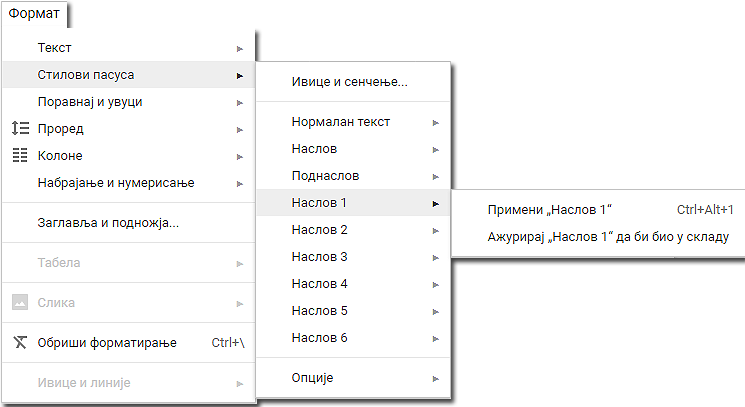 Формат
Текст
Стилови пасуса
Поравнај и увуци
Проред
Колоне
Набрајање и нумерисање
Заглавља и подножја...
Табела
Слика
Обриши форматирање Ctrl+\
Ивице и линије
Ивице и сенчење...
Нормалан текст
Наслов
Поднаслов
Наслов 1
Наслов 2
Наслов 3
Наслов 4
Наслов 5
Наслов 6
Опције
Примени „Наслов 1“ Ctrl+Alt+1
Ажурирај „Наслов 1“ да би био у складу